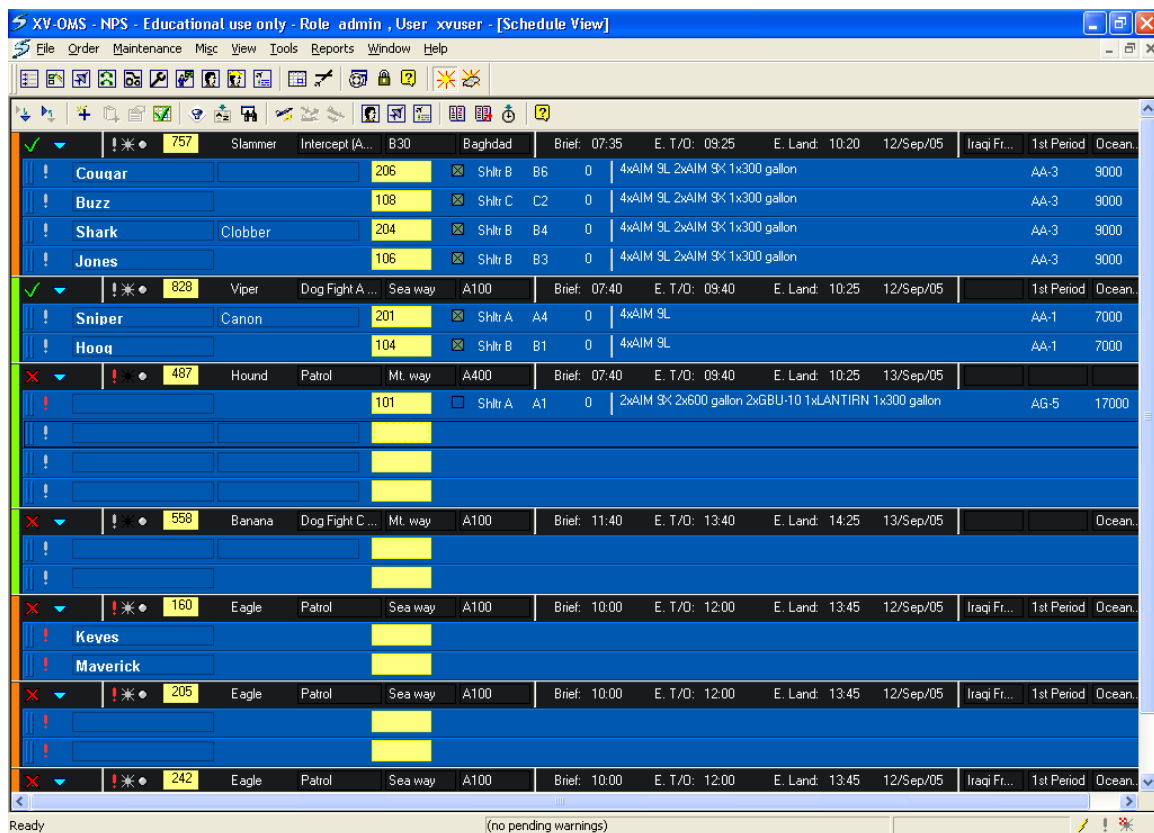 XV-OMS - NPS - Educational use only - Role admin , User xvuser - [Schedule View]
File Order Maintenance Misc View Tools Reports Window Help
757 Slammer Intercept (A... B30 Baghdad Brief: 07:35 E. T/O: 09:25 E. Land: 10:20 12/Sep/05 Iraqi Fr... 1st Period Ocean..
Cougar 206 Shltr B B6 0 4xAIM 9L 2xAIM 9X 1x300 gallon AA-3 9000
Buzz 108 Shltr C C2 0 4xAIM 9L 2xAIM 9X 1x300 gallon AA-3 9000
Shark Clobber 204 Shltr B B4 0 4xAIM 9L 2xAIM 9X 1x300 gallon AA-3 9000
Jones 106 Shltr B B3 0 4xAIM 9L 2xAIM 9X 1x300 gallon AA-3 9000
828 Viper Dog Fight A ... Sea way A100 Brief: 07:40 E. T/O: 09:40 E. Land: 10:25 12/Sep/05 1st Period Ocean..
Sniper Canon 201 Shltr A A4 0 4xAIM 9L AA-1 7000
Hoog 104 Shltr B B1 0 4xAIM 9L AA-1 7000
487 Hound Patrol Mt. way A400 Brief: 07:40 E. T/O: 09:40 E. Land: 10:25 13/Sep/05
101 Shltr A A1 0 2xAIM 9X 2x600 gallon 2xGBU-10 1xLANTIRN 1x300 gallon AG-5 17000
558 Banana Dog Fight C ... Mt. way A100 Brief: 11:40 E. T/O: 13:40 E. Land: 14:25 13/Sep/05 Ocean..
160 Eagle Patrol Sea way A100 Brief: 10:00 E. T/O: 12:00 E. Land: 13:45 12/Sep/05 Iraqi Fr... 1st Period Ocean..
Keyes
Maverick
205 Eagle Patrol Sea way A100 Brief: 10:00 E. T/O: 12:00 E. Land: 13:45 12/Sep/05 Iraqi Fr... 1st Period Ocean..
242 Eagle Patrol Sea way A100 Brief: 10:00 E. T/O: 12:00 E. Land: 13:45 12/Sep/05 Iraqi Fr... 1st Period Ocean..
Ready (no pending warnings)